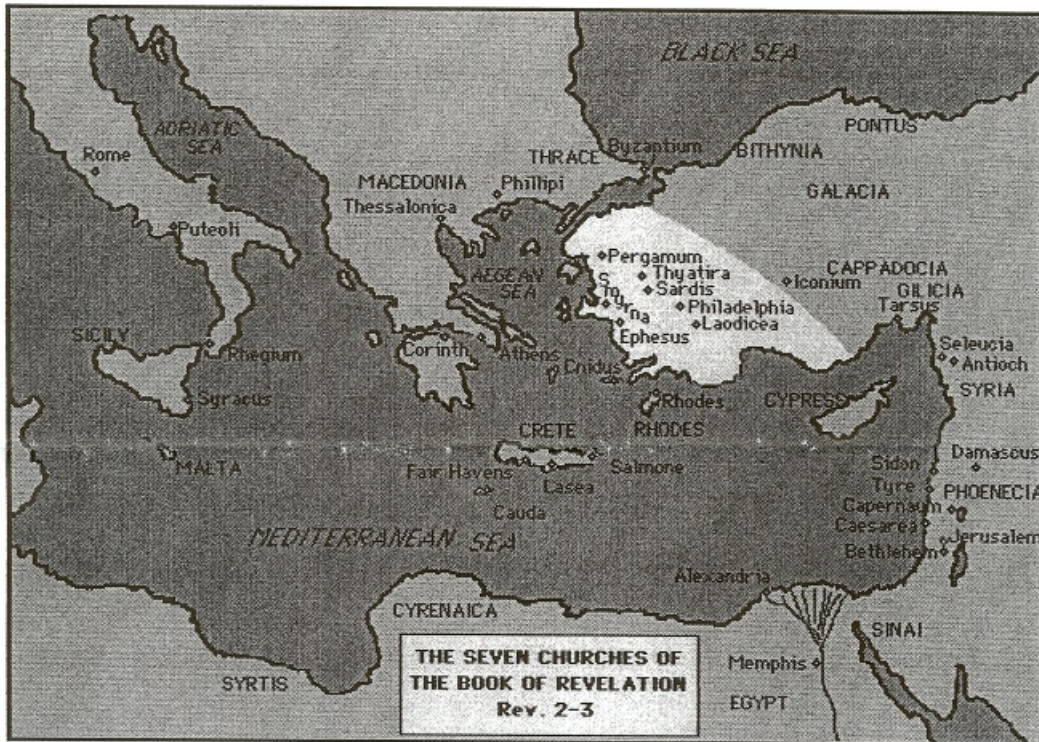 BLACK SEA
ADRIATIC
SEA
PONTUS
Rome
Byzantium
BITHYNIA
THRACE
MACEDONIA
Phillipi
GALACIA
Thessalonica
Puteoli
Pergamum
AEGEAN
SEA
Thyatira
CAPPADOCIA
Smyrna
Sardis
Iconium
GILICIA
Philadelphia
Tarsus
Laodicea
Ephesus
SICILY
Rhegium
Corinth
Athens
Seleucia
Antioch
Cnidus
SYRIA
Syracus
Rhodes
CYPRESS
RHODES
CRETE
MALTA
Fair Havens
Salmone
Damascus
Sidon
Lasea
Tyre
PHOENECIA
Cauda
Capernaum
Caesarea
MEDITERRANEAN SEA
Jerusalem
Bethlehem
Alexandria
CYRENAICA
SINAI
THE SEVEN CHURCHES OF
THE BOOK OF REVELATION
Rev. 2-3
Memphis
SYRTIS
EGYPT